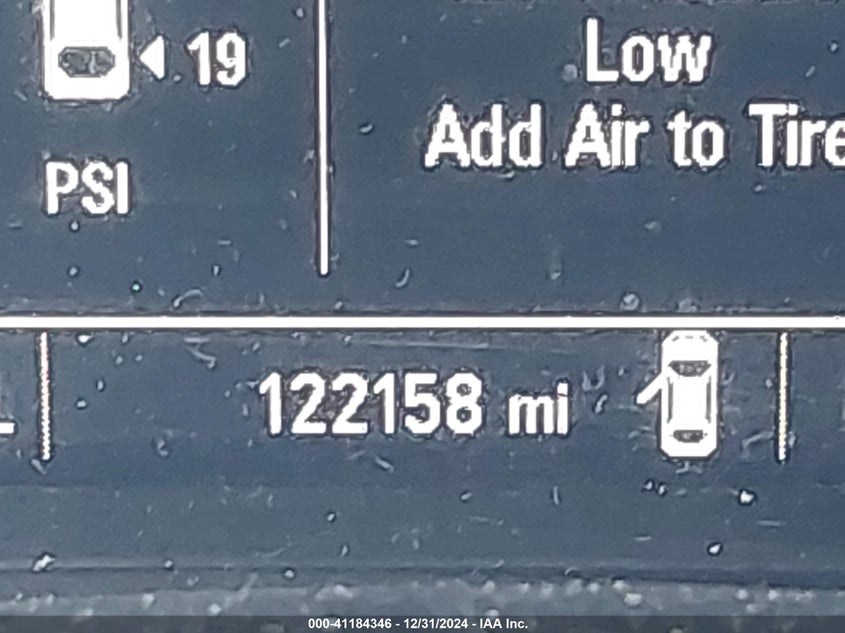 19
Low
Add Air to Tire
PSI
122158 mi
000-41184346 - 12/31/2024 - IAA Inc.